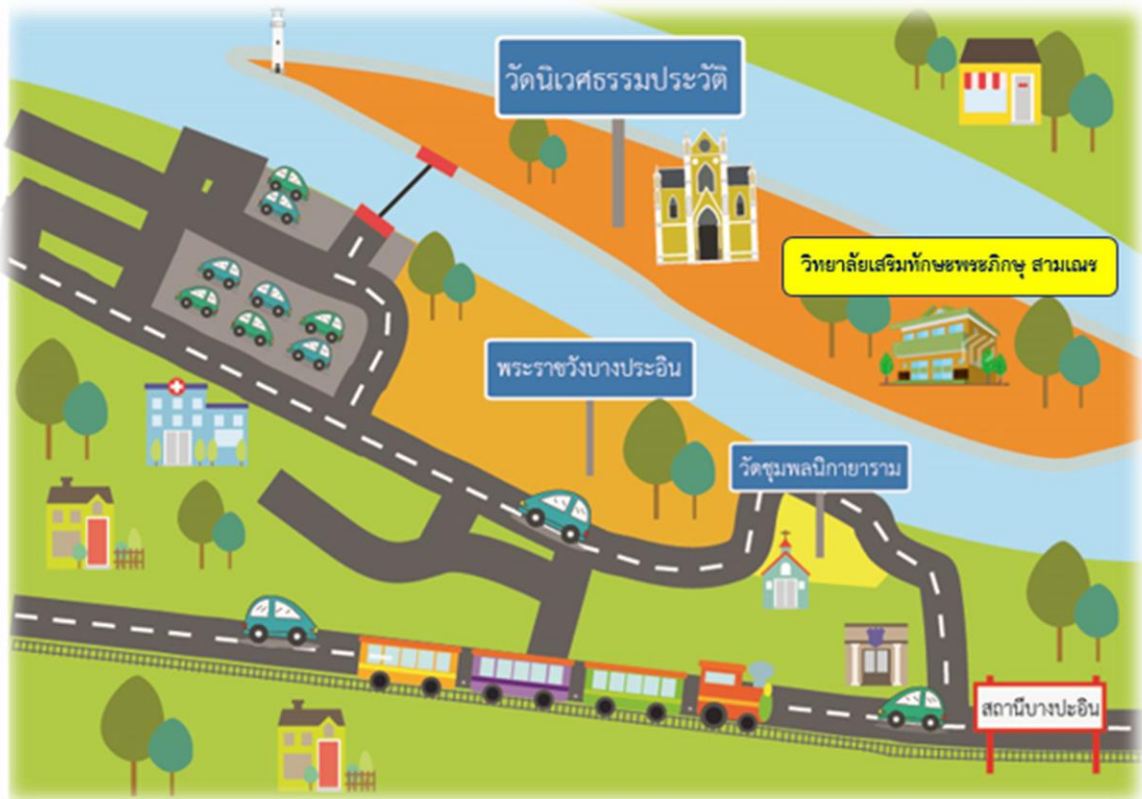 วัดนิเวศธรรมประวัติ
วิทยาลัยเสริมทักษะพระภิกษุ สามเณร
พระราชวังบางประอิน
วัดชุมพลนิกายาราม
สถานีบางปะอิน